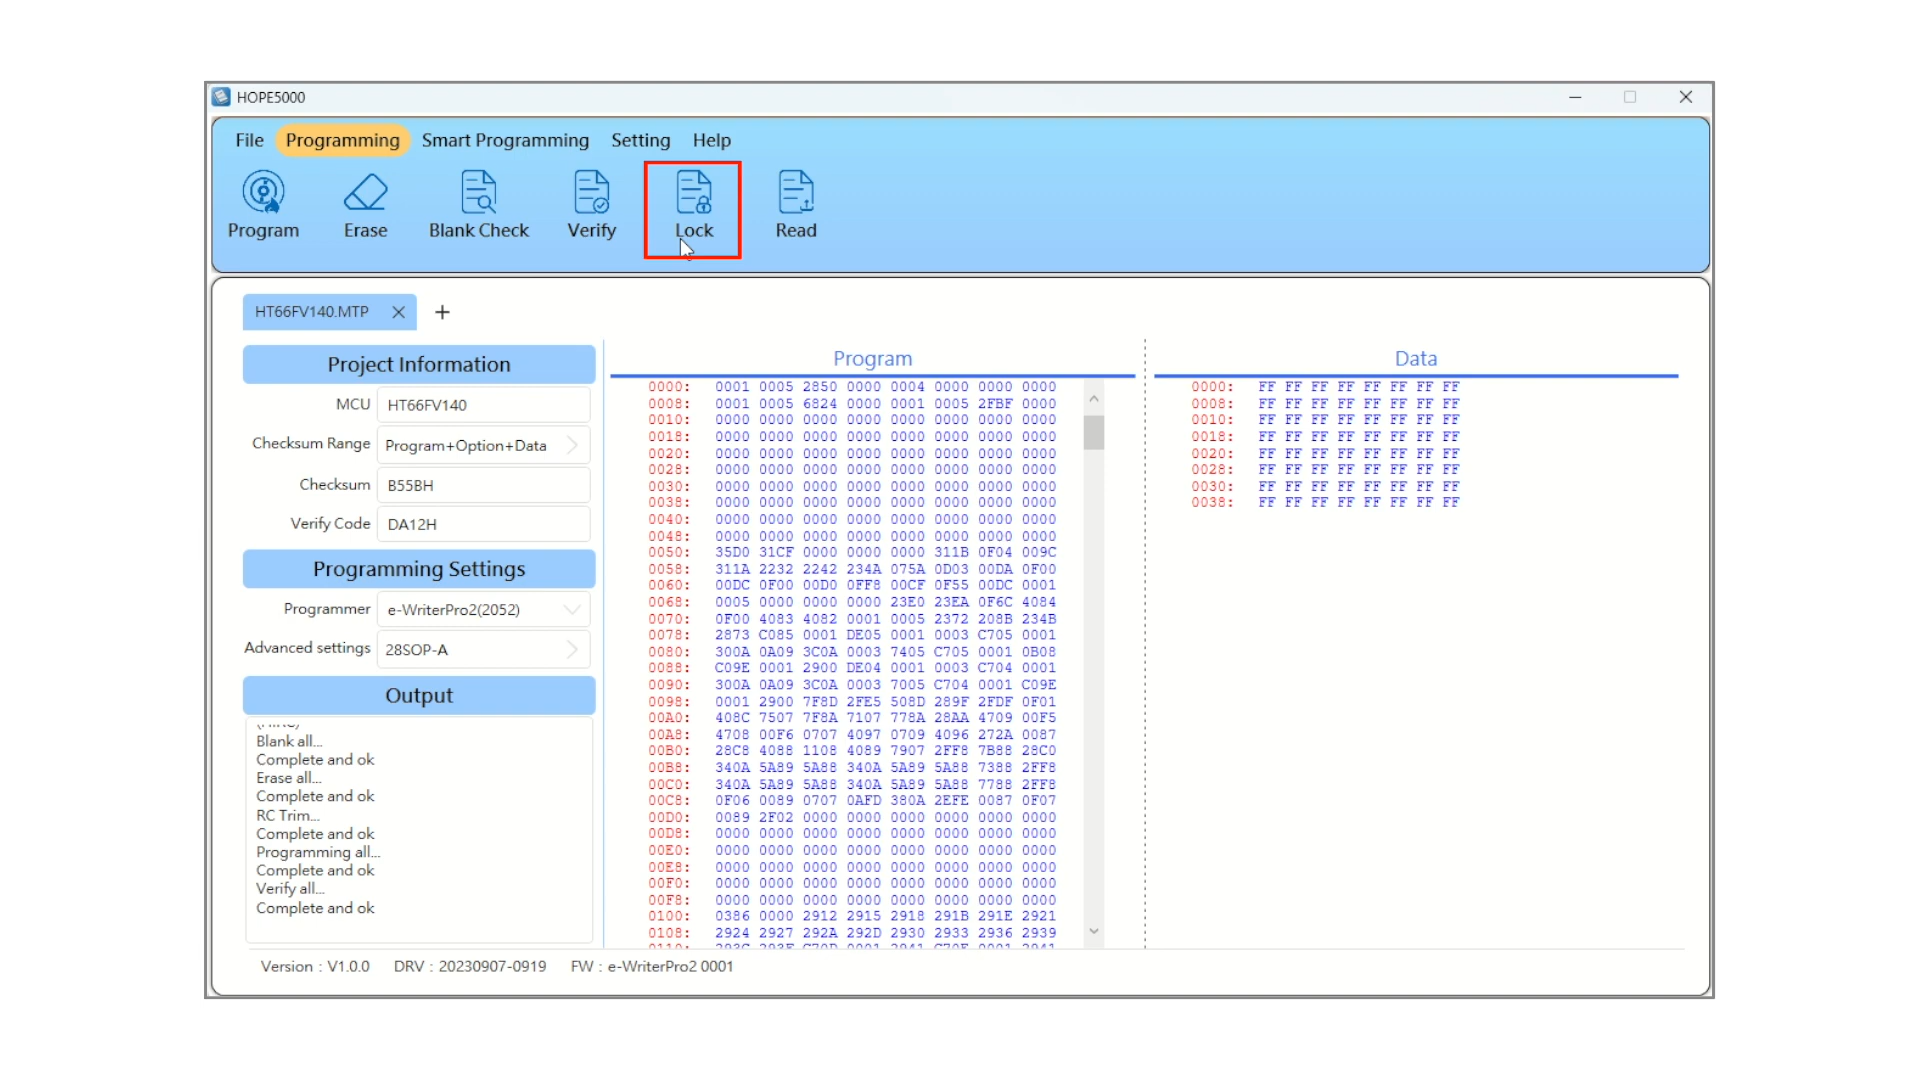 HOPE5000
File Programming Smart Programming Setting Help
Program Erase Blank Check Verify Lock Read
HT66FV140.MTP
Project Information
MCU HT66FV140
Checksum Range Program+Option+Data
Checksum B55BH
Verify Code DA12H
Programming Settings
Programmer e-WriterPro2(2052)
Advanced settings 28SOP-A
Output
Blank all...
Complete and ok
Erase all...
Complete and ok
RC Trim...
Complete and ok
Programming all...
Complete and ok
Verify all...
Complete and ok
Program
0000: 0001 0005 2850 0000 0004 0000 0000 0000
0008: 0001 0005 6824 0000 0001 0005 2FBF 0000
0010: 0000 0000 0000 0000 0000 0000 0000 0000
0018: 0000 0000 0000 0000 0000 0000 0000 0000
0020: 0000 0000 0000 0000 0000 0000 0000 0000
0028: 0000 0000 0000 0000 0000 0000 0000 0000
0030: 0000 0000 0000 0000 0000 0000 0000 0000
0038: 0000 0000 0000 0000 0000 0000 0000 0000
0040: 0000 0000 0000 0000 0000 0000 0000 0000
0048: 0000 0000 0000 0000 0000 0000 0000 0000
0050: 35D0 31CF 0000 0000 0000 311B 0F04 009C
0058: 311A 2232 2242 234A 075A 0D03 00DA 0F00
0060: 00DC 0F00 00D0 0FF8 00CF 0F55 00DC 0001
0068: 0005 0000 0000 0000 23E0 23EA 0F6C 4084
0070: 0F00 4083 4082 0001 0005 2372 208B 234B
0078: 2873 C085 0001 DE05 0001 0003 C705 0001
0080: 300A 0A09 3C0A 0003 7405 C705 0001 0B08
0088: C09E 0001 2900 DE04 0001 0003 C704 0001
0090: 300A 0A09 3C0A 0003 7005 C704 0001 C09E
0098: 0001 2900 7F8D 2FE5 508D 289F 2FDF 0F01
00A0: 408C 7507 7F8A 7107 778A 28AA 4709 00F5
00A8: 4708 00F6 0707 4097 0709 4096 272A 0087
00B0: 28C8 4088 1108 4089 7907 2FF8 7B88 28C0
00B8: 340A 5A89 5A88 340A 5A89 5A88 7388 2FF8
00C0: 340A 5A89 5A88 340A 5A89 5A88 7788 2FF8
00C8: 0F06 0089 0707 0AFD 380A 2EFE 0087 0F07
00D0: 0089 2F02 0000 0000 0000 0000 0000 0000
00D8: 0000 0000 0000 0000 0000 0000 0000 0000
00E0: 0000 0000 0000 0000 0000 0000 0000 0000
00E8: 0000 0000 0000 0000 0000 0000 0000 0000
00F0: 0000 0000 0000 0000 0000 0000 0000 0000
00F8: 0000 0000 0000 0000 0000 0000 0000 0000
0100: 0386 0000 2912 2915 2918 291B 291E 2921
0108: 2924 2927 292A 292D 2930 2933 2936 2939
Data
0000: FF FF FF FF FF FF FF FF
0008: FF FF FF FF FF FF FF FF
0010: FF FF FF FF FF FF FF FF
0018: FF FF FF FF FF FF FF FF
0020: FF FF FF FF FF FF FF FF
0028: FF FF FF FF FF FF FF FF
0030: FF FF FF FF FF FF FF FF
0038: FF FF FF FF FF FF FF FF
Version : V1.0.0 DRV : 20230907-0919 FW : e-WriterPro2 0001